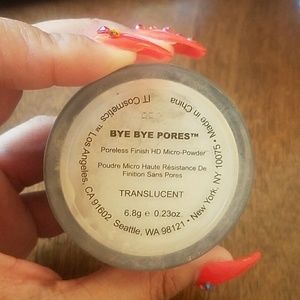 BYE BYE PORES™
Poreless Finish HD Micro-Powder
Poudre Micro Haute Résistance De
Finition Sans Pores
TRANSLUCENT
6.8g e 0.23oz.
IT Cosmetics™ Los Angeles, CA 91602, Seattle, WA 98121 • New York, NY 10075 • Made in China